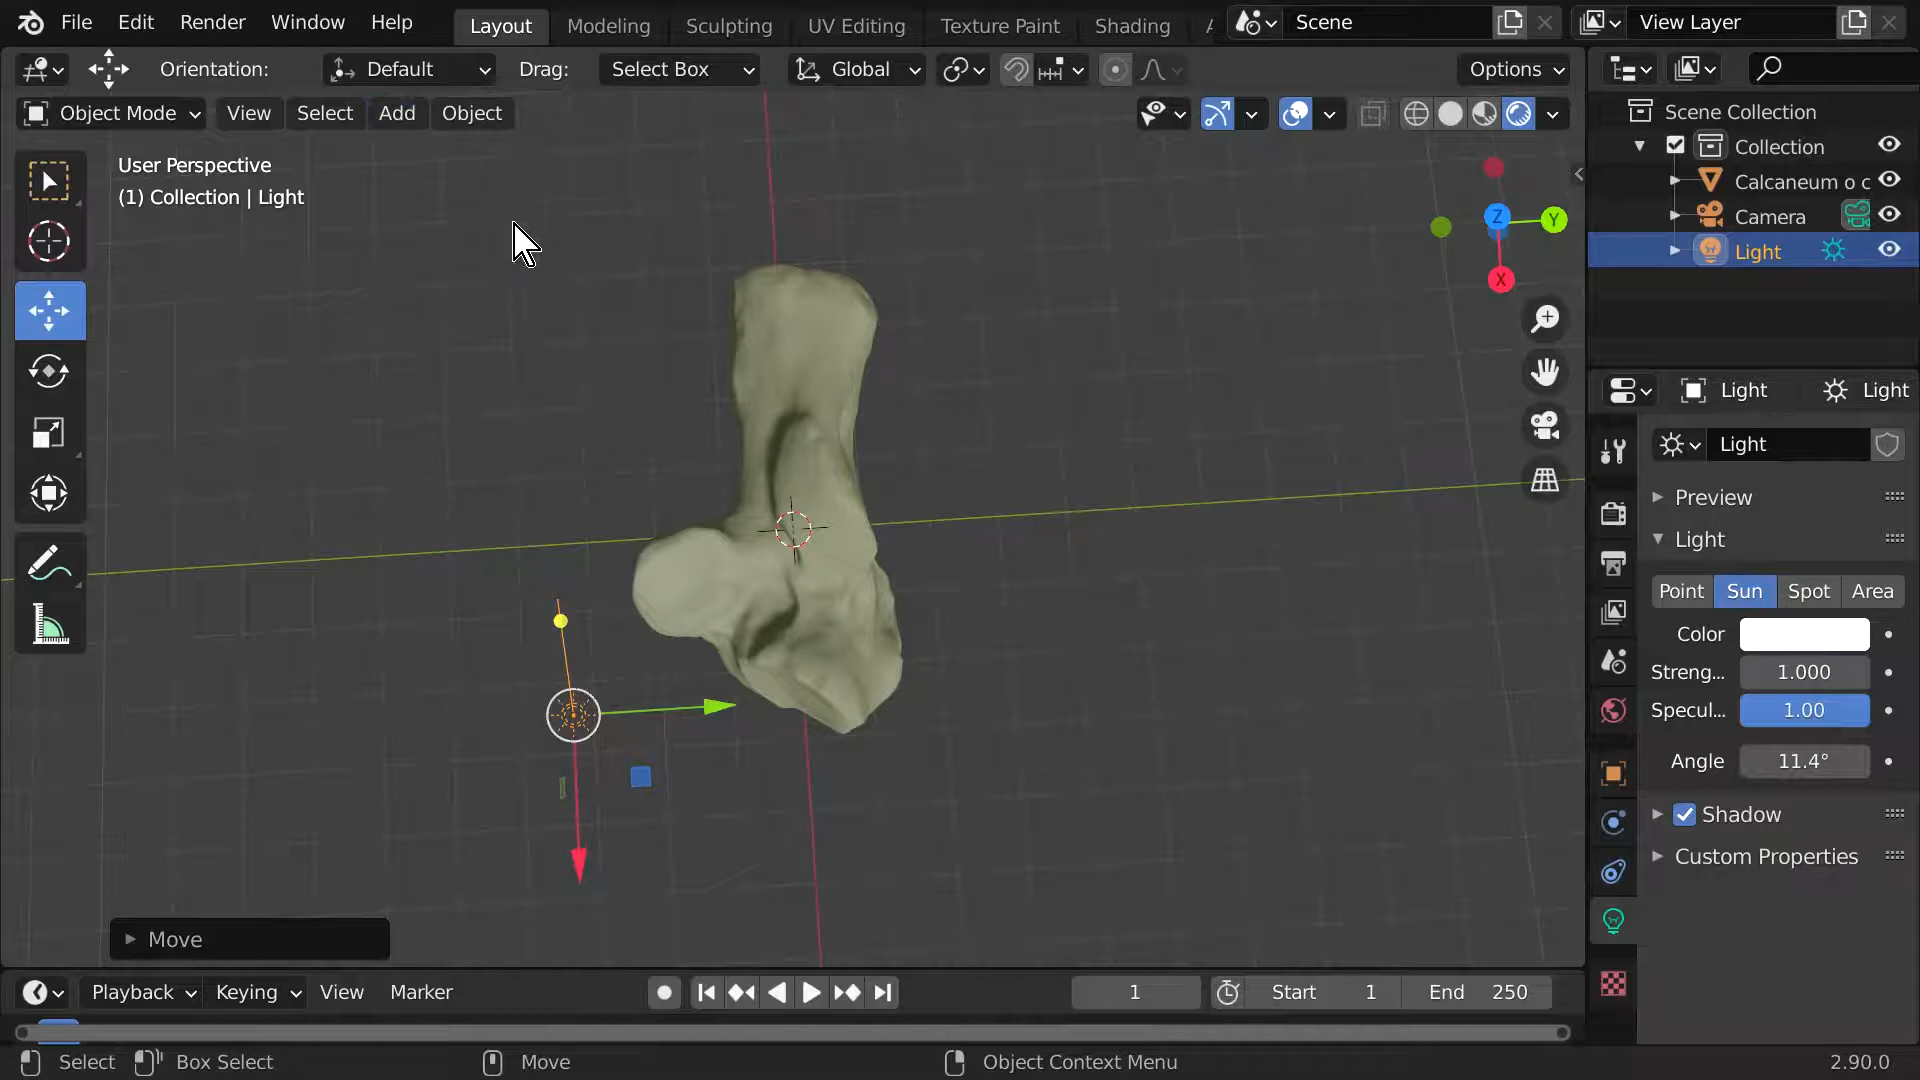 File Edit Render Window Help Layout Modeling Sculpting UV Editing Texture Paint Shading Scene View Layer
Orientation: Default Drag: Select Box Global Options
Object Mode View Select Add Object
User Perspective
(1) Collection | Light
Z Y X
Scene Collection
Collection
Calcaneum o c
Camera
Light
Light Light
Light
Preview
Light
Point Sun Spot Area
Color
Streng... 1.000
Specul... 1.00
Angle 11.4°
Shadow
Custom Properties
Move
Playback Keying View Marker 1 Start 1 End 250
Select Box Select Move Object Context Menu 2.90.0